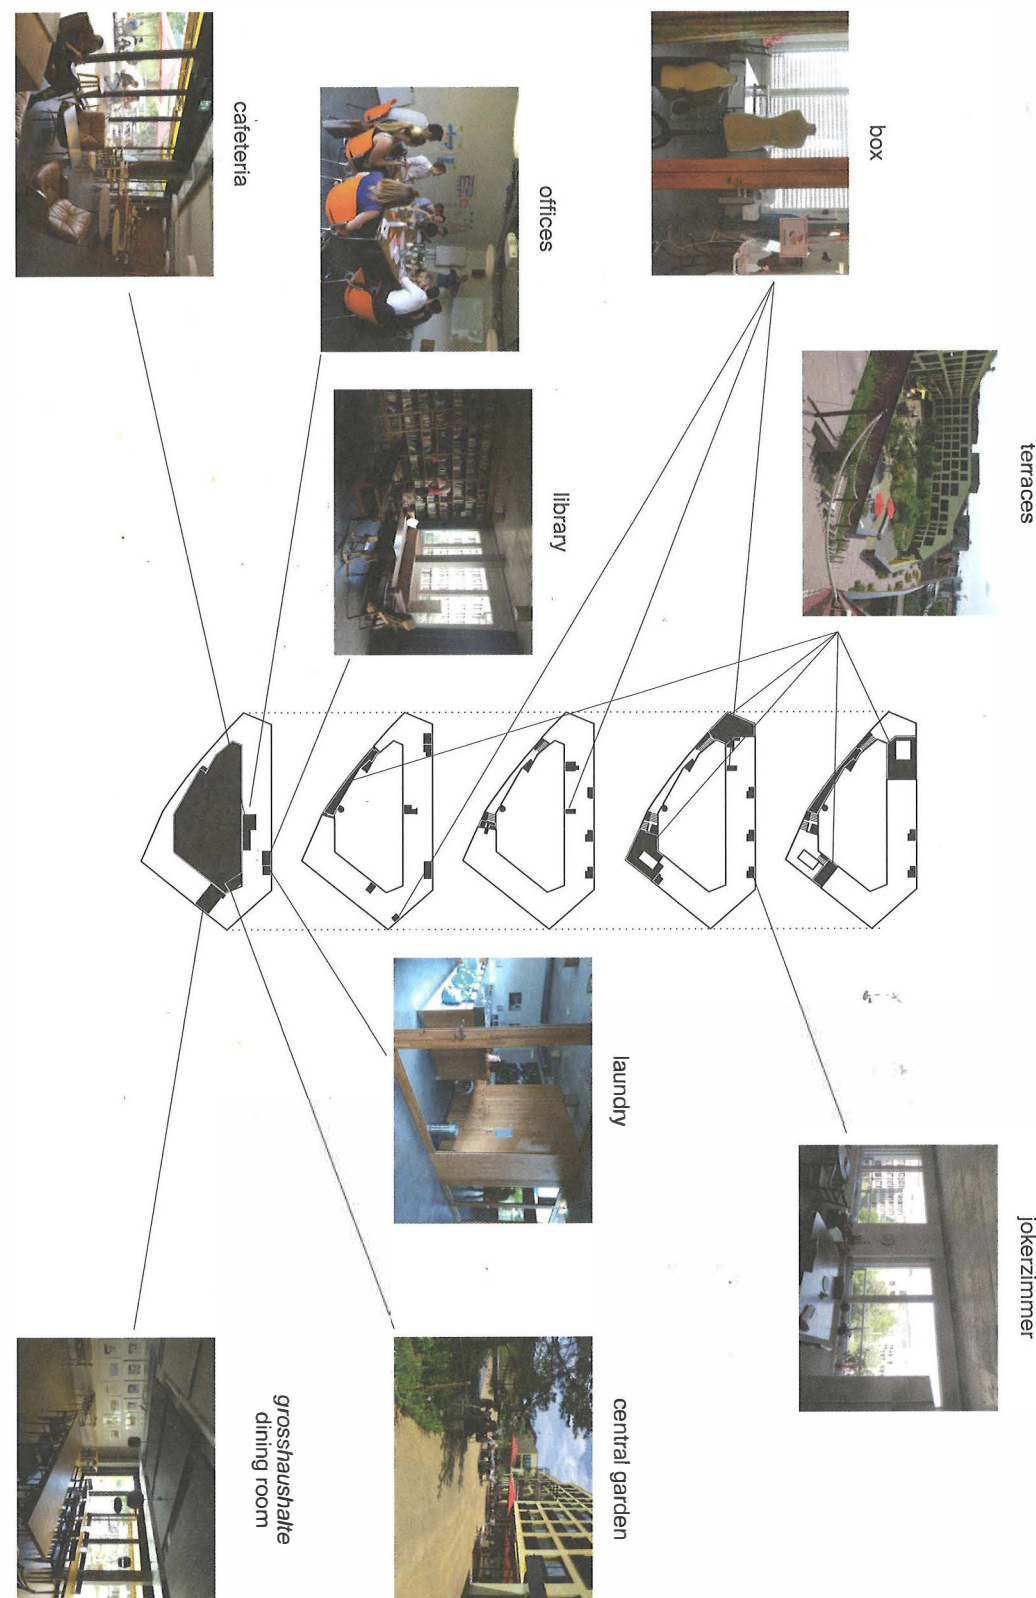 terraces
jokerzimmer
box
laundry
central garden
library
offices
cafeteria
grosshaushalte
dining room